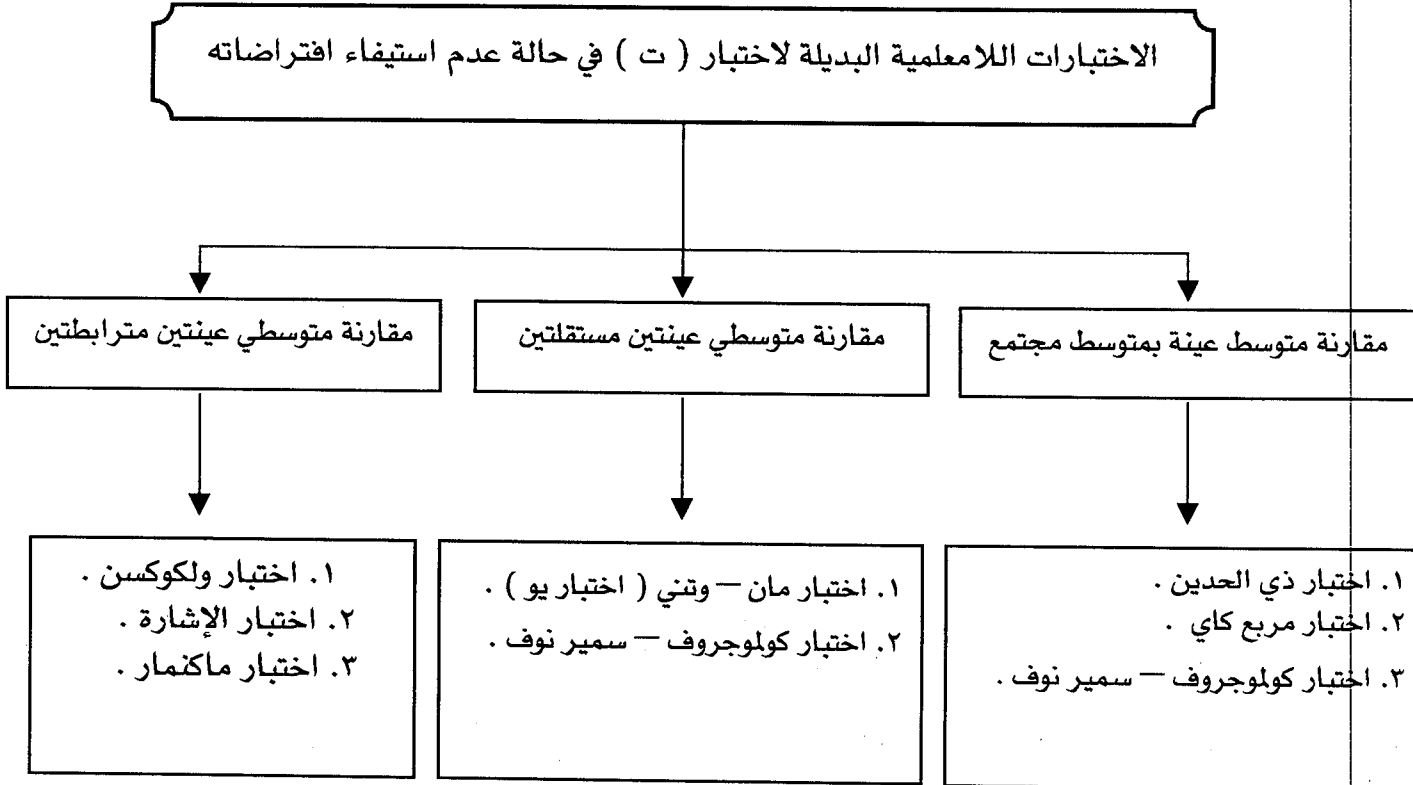 الاختبارات اللامعلمية البديلة لاختبار ( ت ) في حالة عدم استيفاء افتراضاته
مقارنة متوسط عينة بمتوسط مجتمع
مقارنة متوسطي عينتين مستقلتين
مقارنة متوسطي عينتين مترابطتين
١. اختبار ذي الحدين .
٢. اختبار مربع كاي .
٣. اختبار كولوجروف – سمير نوف .
١. اختبار مان – وتني ( اختبار يو ) .
٢. اختبار كولوجروف – سمير نوف .
١. اختبار ولكوكسن .
٢. اختبار الإشارة .
٣. اختبار ماكنمار .